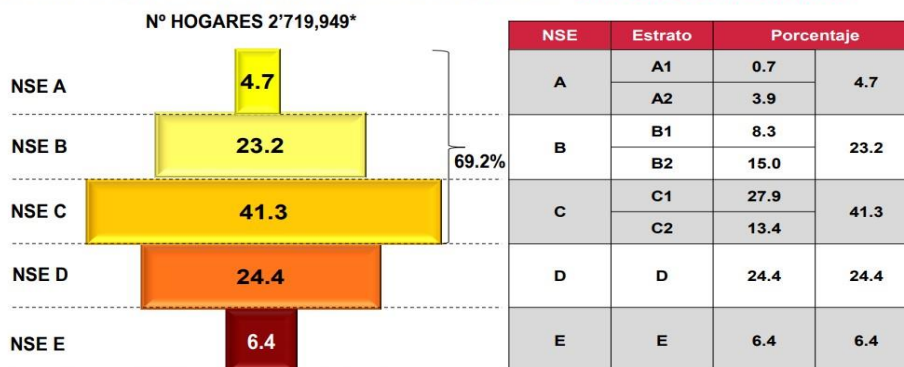 Nº HOGARES 2'719,949*
NSE A
4.7
NSE B
23.2
69.2%
NSE C
41.3
NSE D
24.4
NSE E
6.4
NSE Estrato Porcentaje
A A1 0.7 4.7
A2 3.9
B B1 8.3 23.2
B2 15.0
C C1 27.9 41.3
C2 13.4
D D 24.4 24.4
E E 6.4 6.4